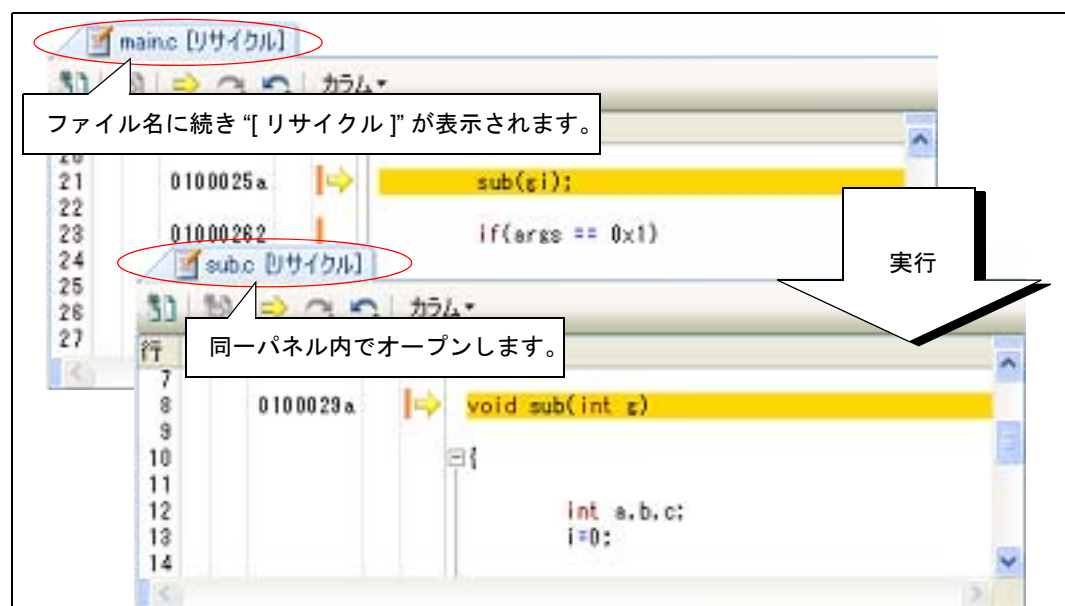 main.c [リサイクル]
カラム
ファイル名に続き “[ リサイクル ]” が表示されます。
20
21 0100025a sub(gi);
22
23 01000262 if(args == 0x1)
24
25
26
27
実行
sub.c [リサイクル]
カラム
同一パネル内でオープンします。
行
7
8 0100029a void sub(int g)
9
10 {
11
12 int a,b,c;
13 i=0;
14